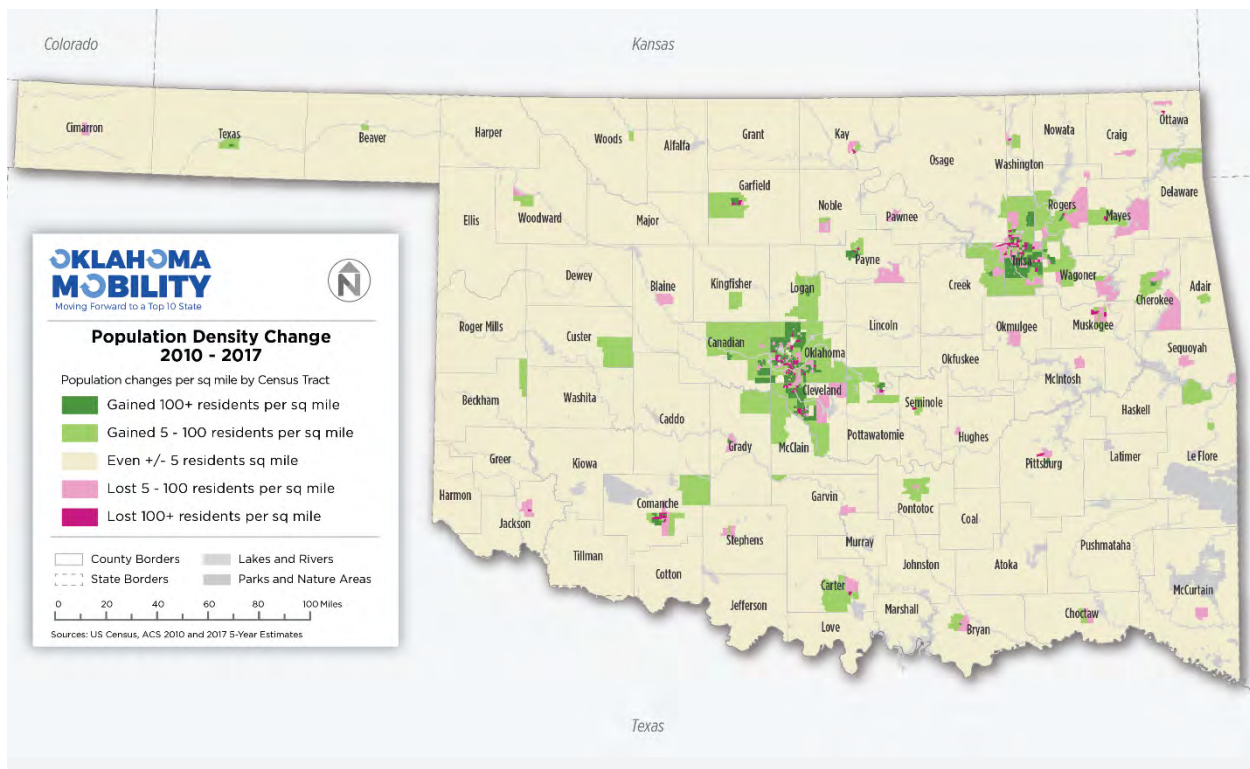 Colorado
Kansas
Cimarron
Texas
Beaver
Harper
Woods
Alfalfa
Grant
Kay
Osage
Washington
Nowata
Craig
Ottawa
Ellis
Woodward
Major
Garfield
Noble
Pawnee
Rogers
Mayes
Delaware
Dewey
Blaine
Kingfisher
Logan
Payne
Creek
Tulsa
Wagoner
Cherokee
Adair
Roger Mills
Custer
Canadian
Oklahoma
Lincoln
Okmulgee
Muskogee
Sequoyah
Beckham
Washita
Caddo
Cleveland
Okfuskee
McIntosh
Haskell
Greer
Kiowa
Grady
McClain
Pottawatomie
Seminole
Hughes
Pittsburg
Latimer
Le Flore
Harmon
Jackson
Comanche
Garvin
Pontotoc
Coal
Tillman
Stephens
Murray
Johnston
Atoka
Pushmataha
McCurtain
Cotton
Jefferson
Carter
Love
Marshall
Bryan
Choctaw
OKLAHOMA
MOBILITY
Moving Forward to a Top 10 State
N
Population Density Change
2010 - 2017
Population changes per sq mile by Census Tract
Gained 100+ residents per sq mile
Gained 5 - 100 residents per sq mile
Even +/- 5 residents sq mile
Lost 5 - 100 residents per sq mile
Lost 100+ residents per sq mile
County Borders
Lakes and Rivers
State Borders
Parks and Nature Areas
0 20 40 60 80 100 Miles
Sources: US Census, ACS 2010 and 2017 5-Year Estimates
Texas